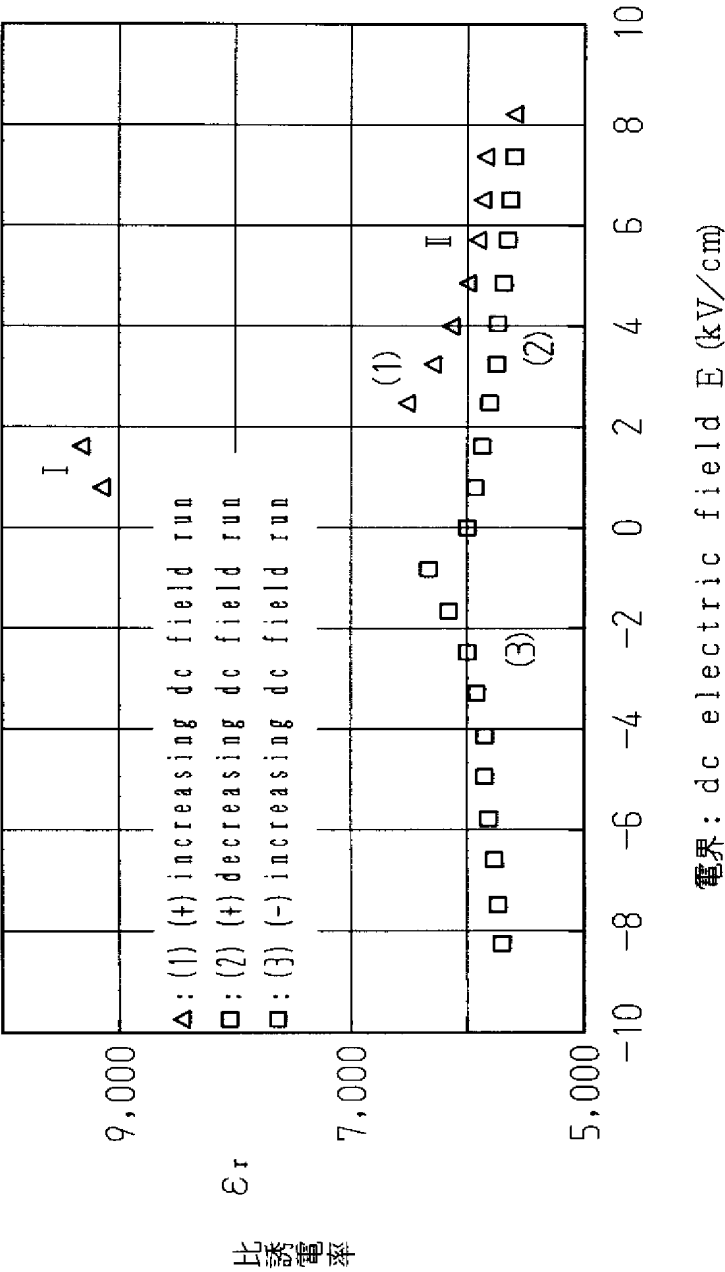 比誘電率
εr
9,000
7,000
5,000
I
II
(1)
(2)
(3)
△:(1) (+) increasing dc field run
□:(2) (+) decreasing dc field run
□:(3) (-) increasing dc field run
-10 -8 -6 -4 -2 0 2 4 6 8 10
電界: dc electric field E (kV/cm)